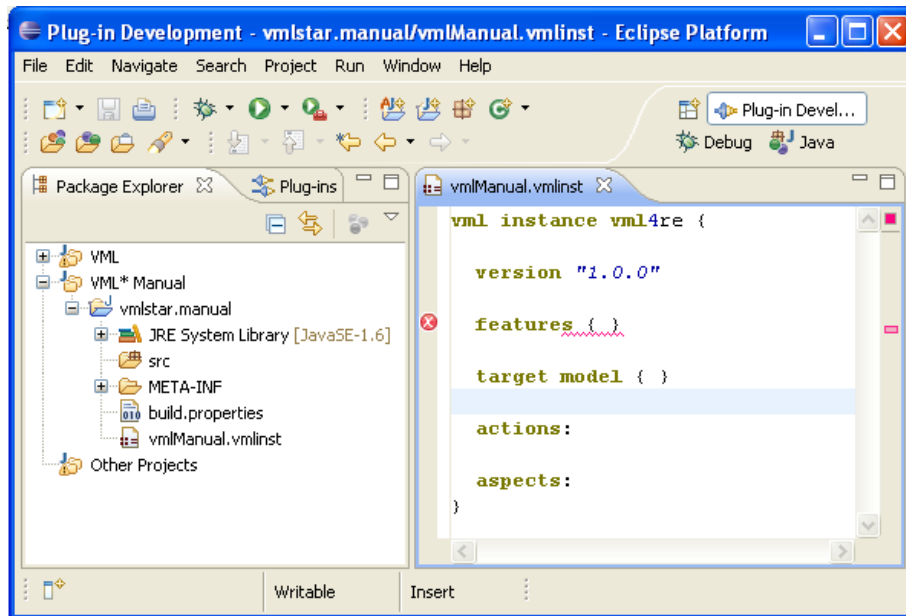 Plug-in Development - vmlstar.manual/vmlManual.vmlinst - Eclipse Platform
File Edit Navigate Search Project Run Window Help
Plug-in Devel...
Debug Java
Package Explorer Plug-ins
VML
VML* Manual
vmlstar.manual
JRE System Library [JavaSE-1.6]
src
META-INF
build.properties
vmlManual.vmlinst
Other Projects
vmlManual.vmlinst
vml instance vml4re {
version "1.0.0"
features { }
target model { }
actions:
aspects:
}
Writable Insert